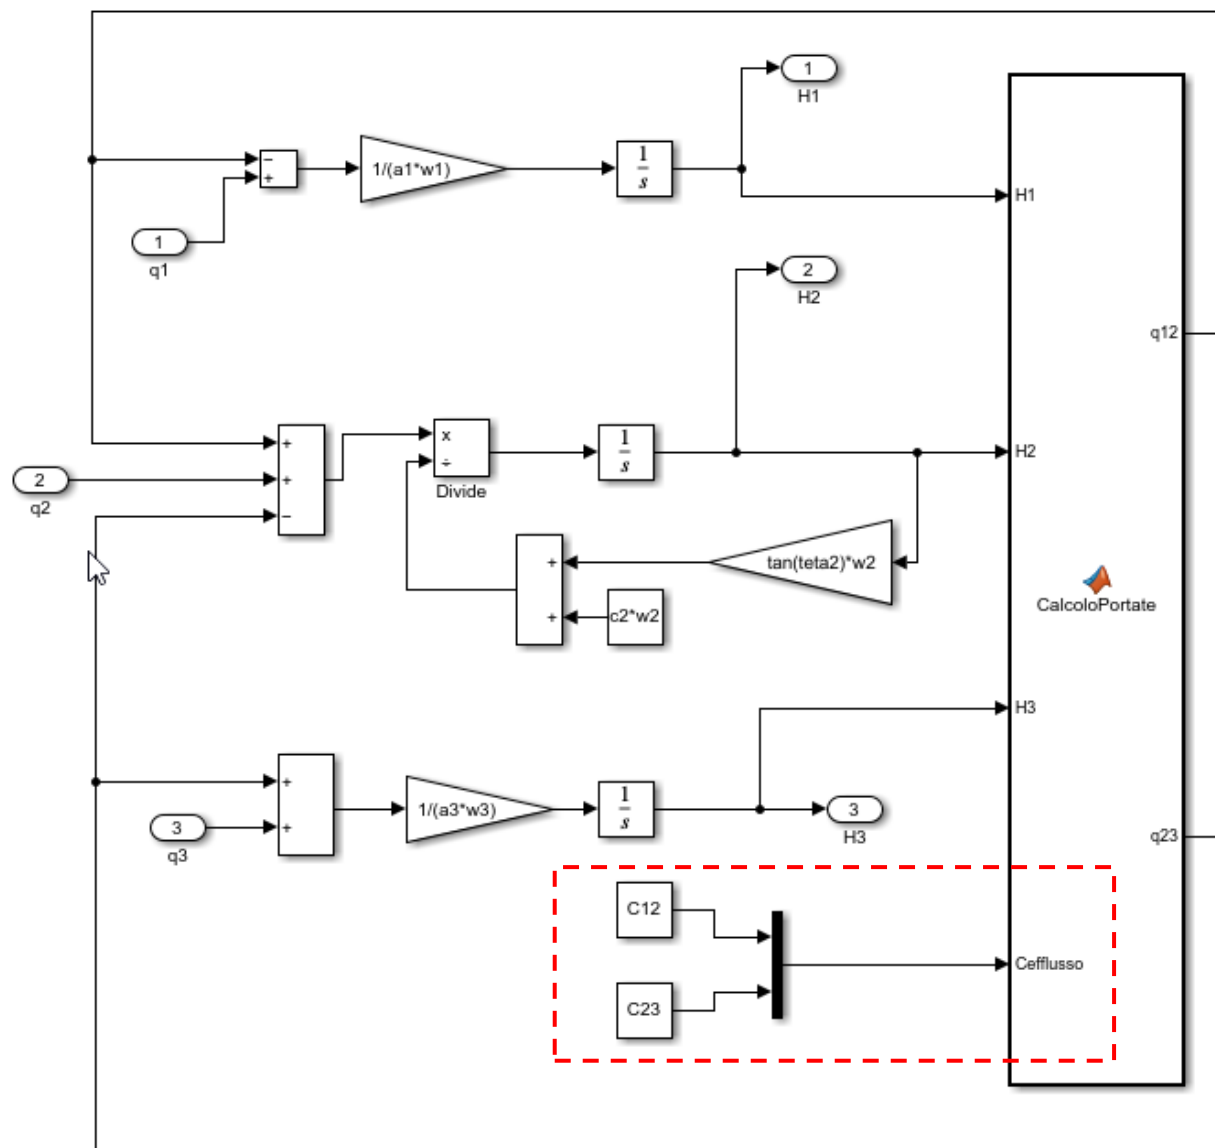 1
H1
−
+
1/(a1*w1)
1
s
H1
1
q1
2
H2
q12
+
+
−
2
q2
x
÷
Divide
1
s
H2
+
+
tan(teta2)*w2
c2*w2
CalcoloPortate
H3
+
+
3
q3
1/(a3*w3)
1
s
3
H3
q23
C12
Cefflusso
C23